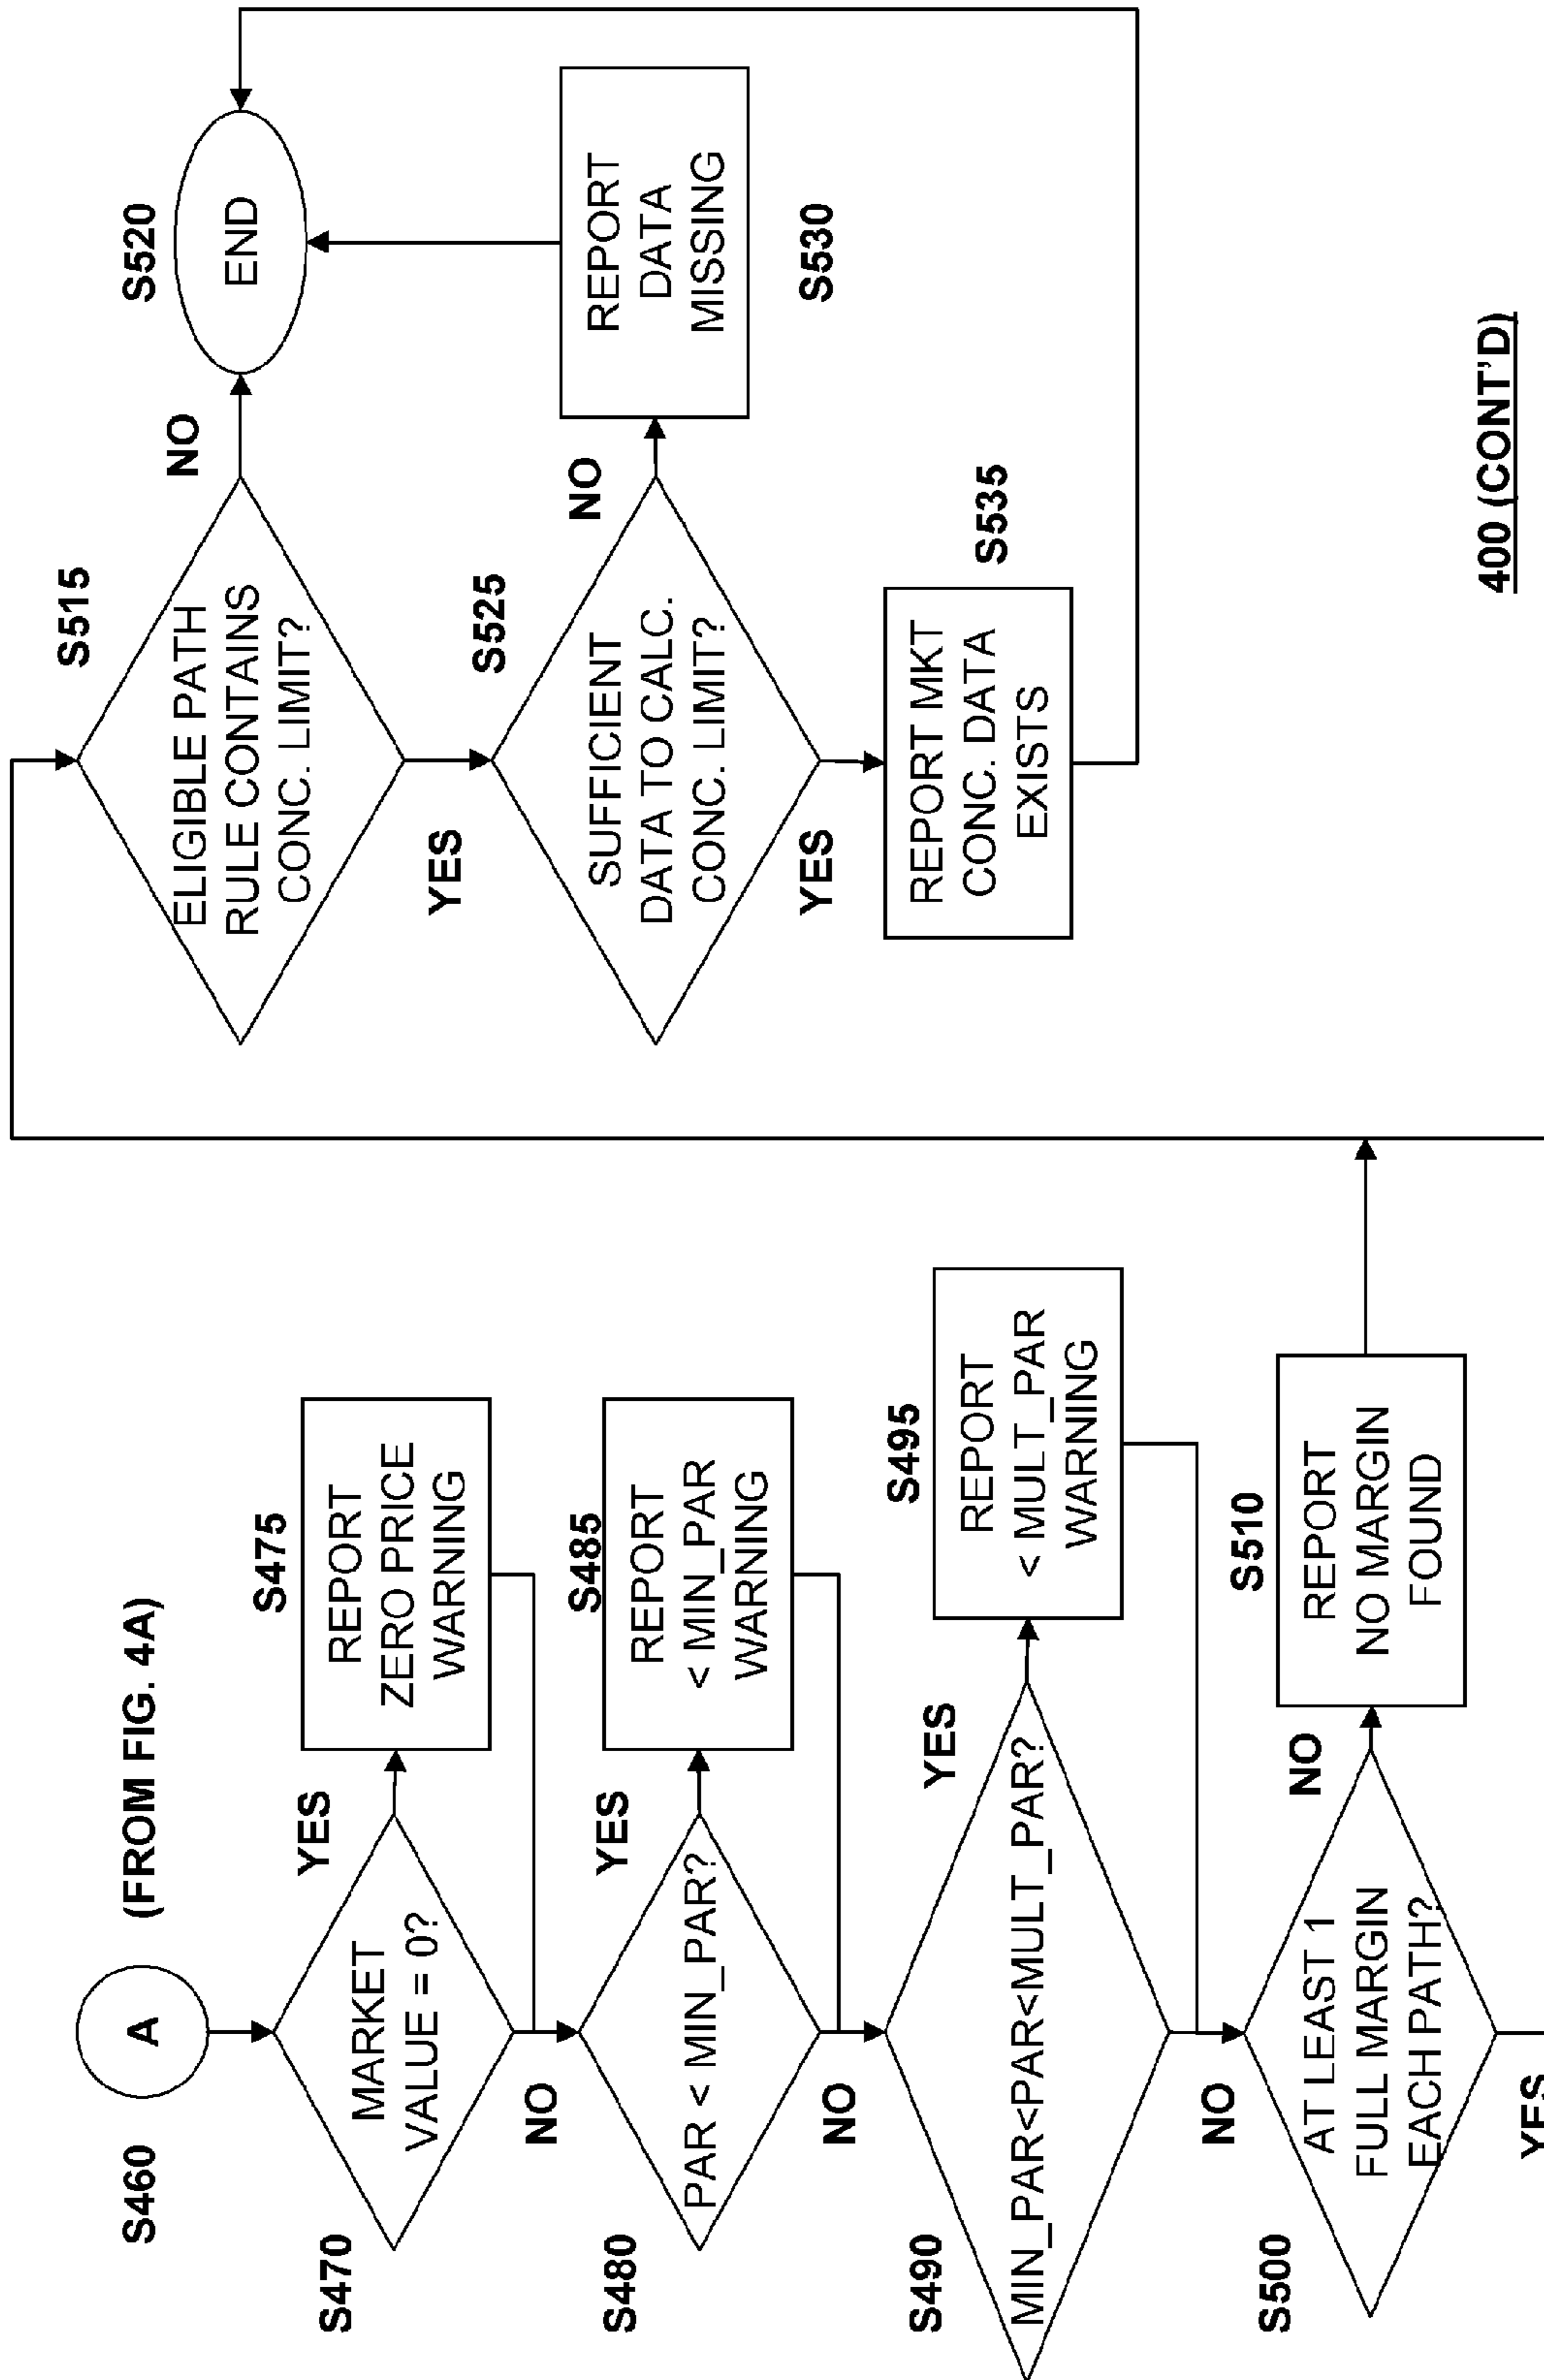 S460
A
(FROM FIG. 4A)
S470
MARKET
VALUE = 0?
YES
S475
REPORT
ZERO PRICE
WARNING
NO
S480
PAR < MIN_PAR?
YES
S485
REPORT
< MIN_PAR
WARNING
NO
S490
MIN_PAR<PAR<MULT_PAR?
YES
S495
REPORT
< MULT_PAR
WARNING
NO
S500
AT LEAST 1
FULL MARGIN
EACH PATH?
NO
S510
REPORT
NO MARGIN
FOUND
YES
S515
ELIGIBLE PATH
RULE CONTAINS
CONC. LIMIT?
NO
S520
END
YES
S525
SUFFICIENT
DATA TO CALC.
CONC. LIMIT?
NO
REPORT
DATA
MISSING
S530
YES
REPORT MKT
CONC. DATA
EXISTS
S535
400 (CONT'D)